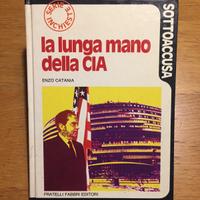 SERIE INCHIESTE
SOTTOACCUSA
la lunga mano
della CIA
ENZO CATANIA
FRATELLI FABBRI EDITORI